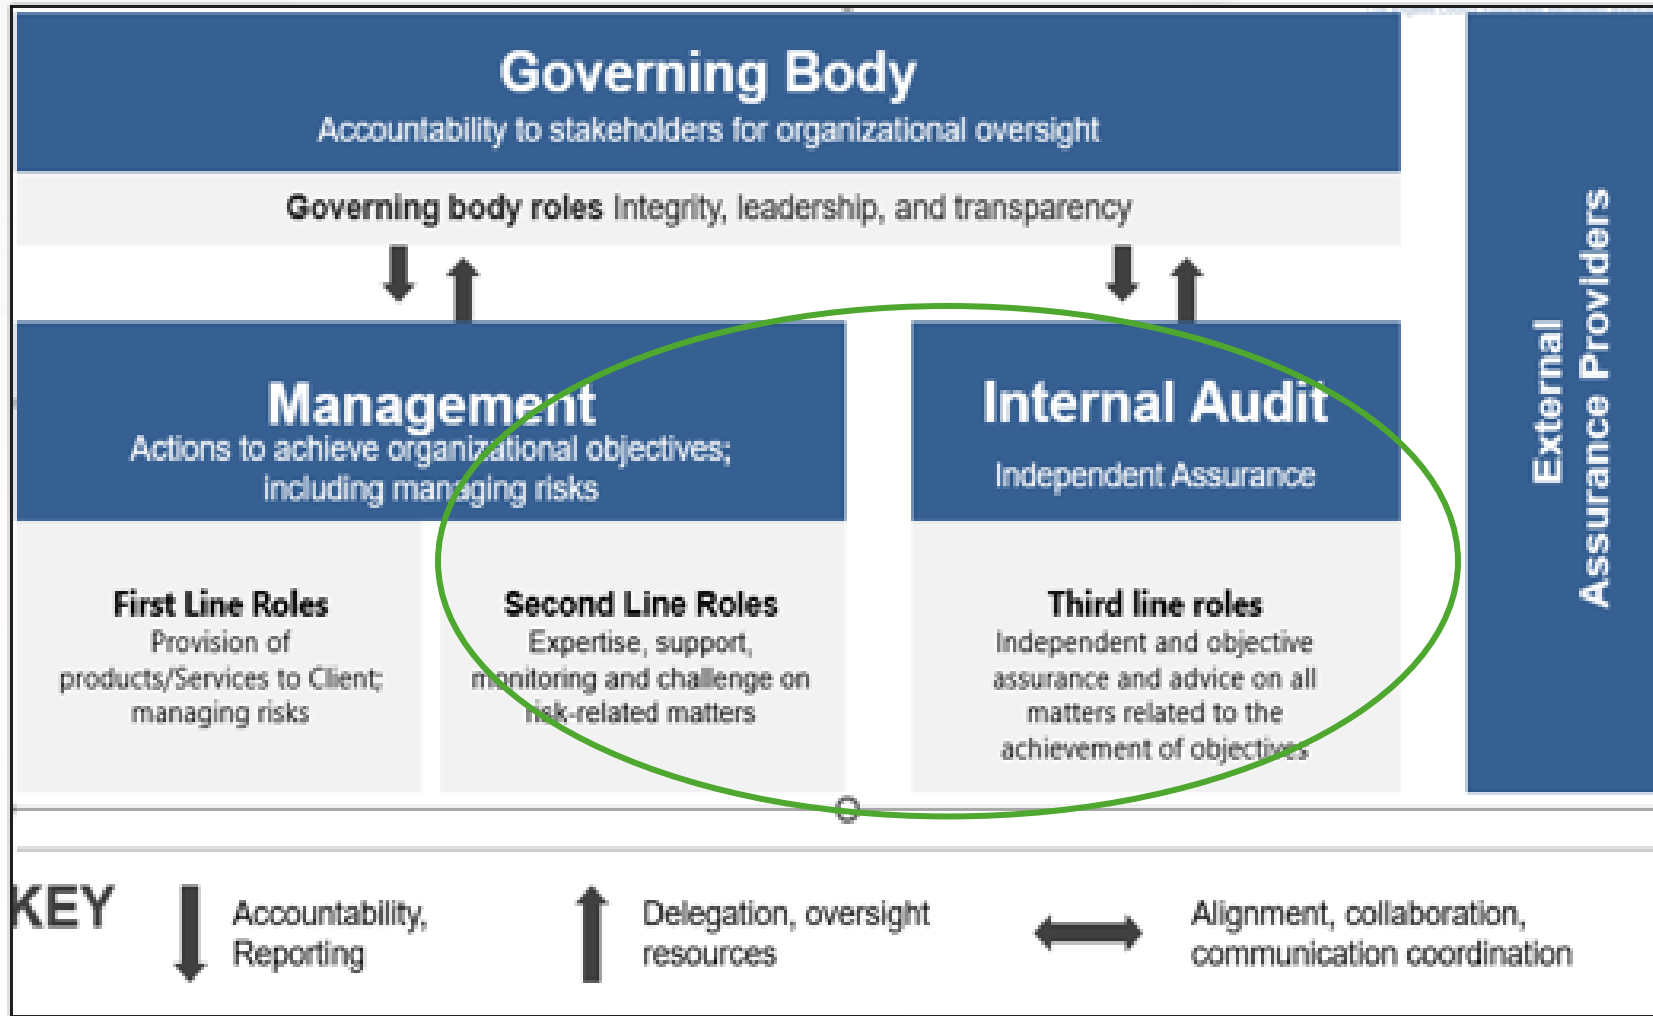 Governing Body
Accountability to stakeholders for organizational oversight
Governing body roles Integrity, leadership, and transparency
Management
Actions to achieve organizational objectives;
including managing risks
Internal Audit
Independent Assurance
First Line Roles
Provision of
products/Services to Client;
managing risks
Second Line Roles
Expertise, support,
monitoring and challenge on
risk-related matters
Third line roles
Independent and objective
assurance and advice on all
matters related to the
achievement of objectives
External
Assurance Providers
KEY
Accountability,
Reporting
Delegation, oversight
resources
Alignment, collaboration,
communication coordination